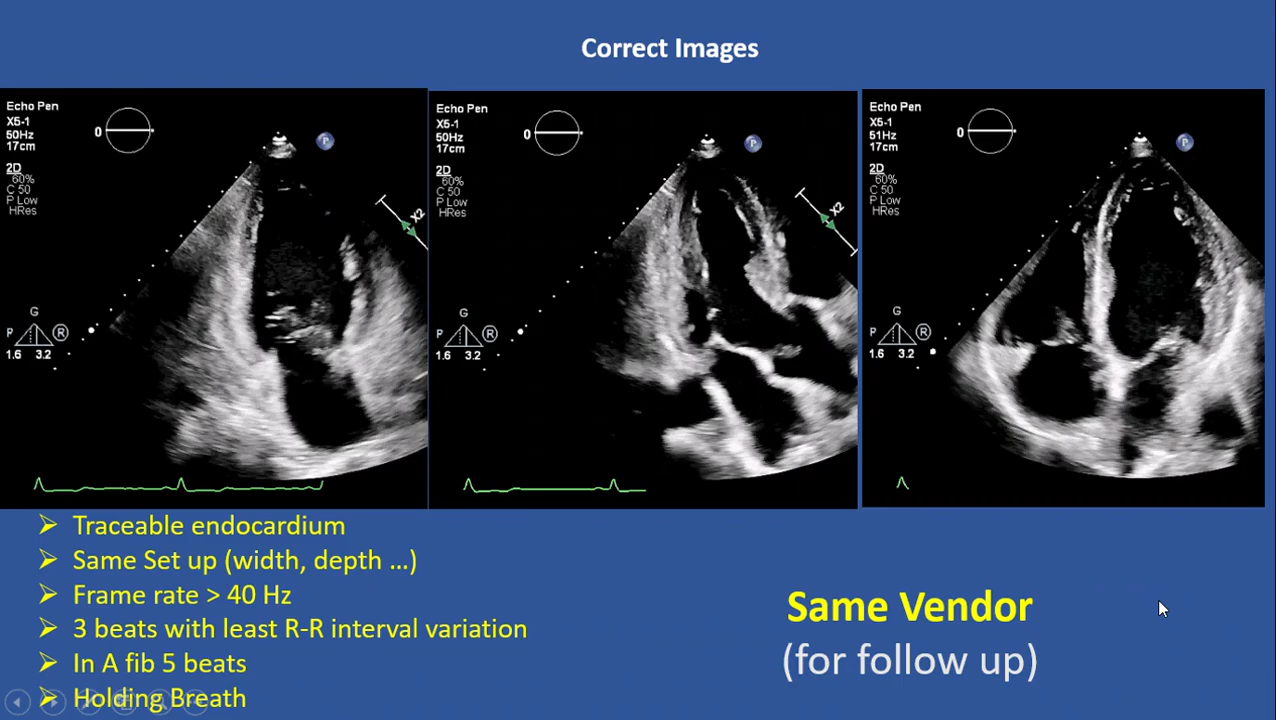 Correct Images
Echo Pen
X5-1
50Hz
17cm
0
P
2D
60%
C 50
P Low
HRes
X2
G
P R
1.6 3.2
Echo Pen
X5-1
50Hz
17cm
0
P
2D
60%
C 50
P Low
HRes
X2
G
P R
1.6 3.2
Echo Pen
X5-1
51Hz
17cm
0
P
2D
60%
C 50
P Low
HRes
G
P R
1.6 3.2
➢ Traceable endocardium
➢ Same Set up (width, depth ...)
➢ Frame rate > 40 Hz
➢ 3 beats with least R-R interval variation
➢ In A fib 5 beats
➢ Holding Breath
Same Vendor
(for follow up)